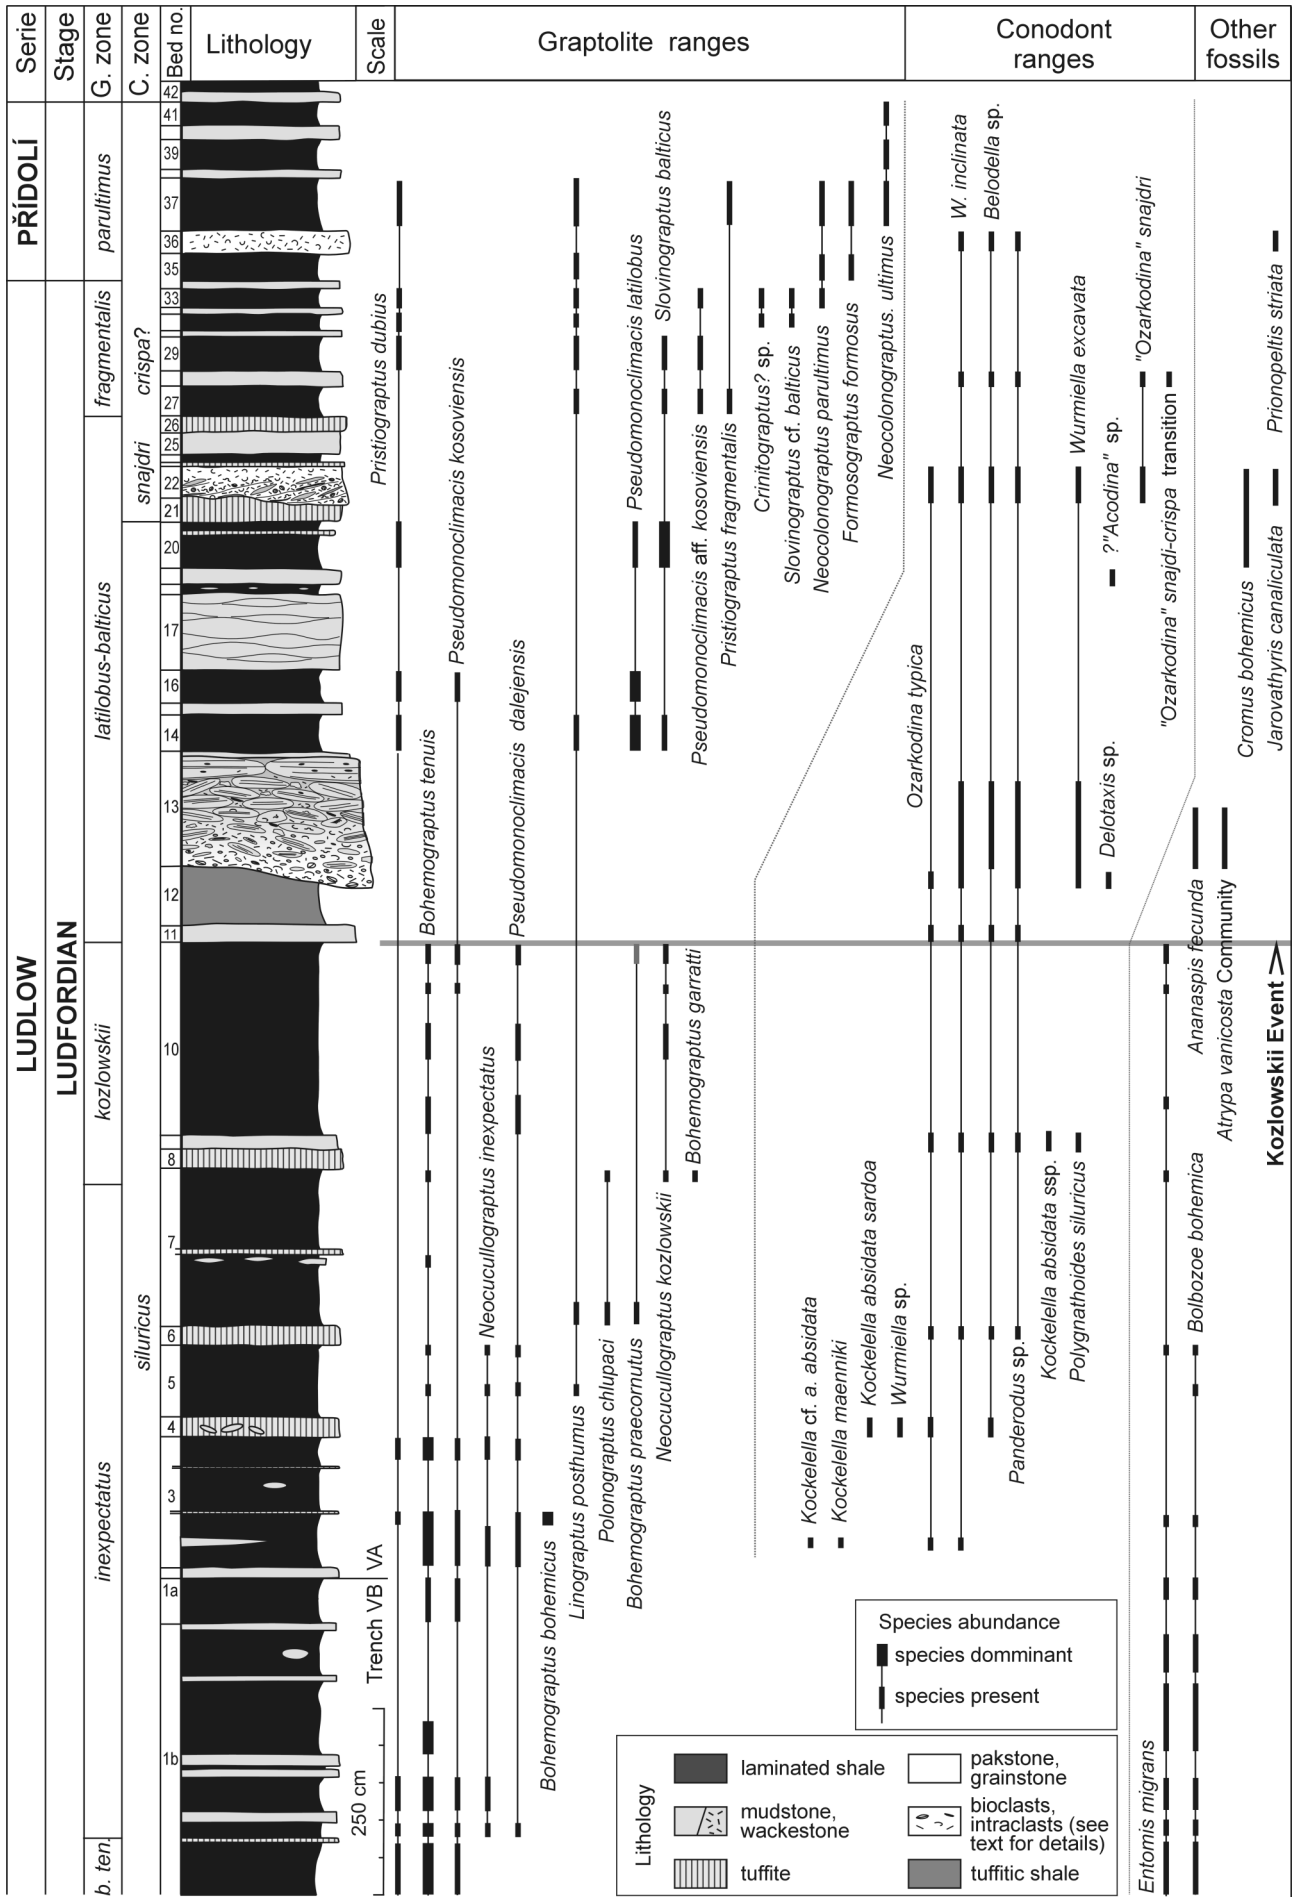 Serie
Stage
G. zone
C. zone
Bed no.
Lithology
Scale
Graptolite ranges
Conodont
ranges
Other
fossils
PŘÍDOLÍ
LUDLOW
LUDFORDIAN
parultimus
fragmentalis
latilobus-balticus
kozlowskii
inexpectatus
b. ten.
crispa?
snajdri
siluricus
42
41
39
37
36
35
33
29
27
26
25
22
21
20
17
16
14
13
12
11
10
8
7
6
5
4
3
1a
1b
Trench VB
VA
250 cm
Pristiograptus dubius
Bohemograptus tenuis
Pseudomonoclimacis kosoviensis
Neocucullograptus inexpectatus
Pseudomonoclimacis dalejensis
Bohemograptus bohemicus
Linograptus posthumus
Polonograptus chlupaci
Bohemograptus praecornutus
Pseudomonoclimacis latilobus
Neocucullograptus kozlowskii
Slovinograptus balticus
Bohemograptus garratti
Pseudomonoclimacis aff. kosoviensis
Pristiograptus fragmentalis
Crinitograptus? sp.
Slovinograptus cf. balticus
Neocolonograptus parultimus
Formosograptus formosus
Neocolonograptus. ultimus
Kockelella cf. a. absidata
Kockelella maenniki
Kockelella absidata sardoa
Wurmiella sp.
Ozarkodina typica
W. inclinata
Belodella sp.
Panderodus sp.
Kockelella absidata ssp.
Polygnathoides siluricus
Wurmiella excavata
Delotaxis sp.
?"Acodina" sp.
"Ozarkodina" snajdri
"Ozarkodina" snajdi-crispa transition
Entomis migrans
Bolbozoe bohemica
Ananaspis fecunda
Atrypa vanicosta Community
Cromus bohemicus
Jarovathyris canaliculata
Prionopeltis striata
Kozlowskii Event
Species abundance
species domminant
species present
Lithology
laminated shale
mudstone,
wackestone
tuffite
pakstone,
grainstone
bioclasts,
intraclasts (see
text for details)
tuffitic shale